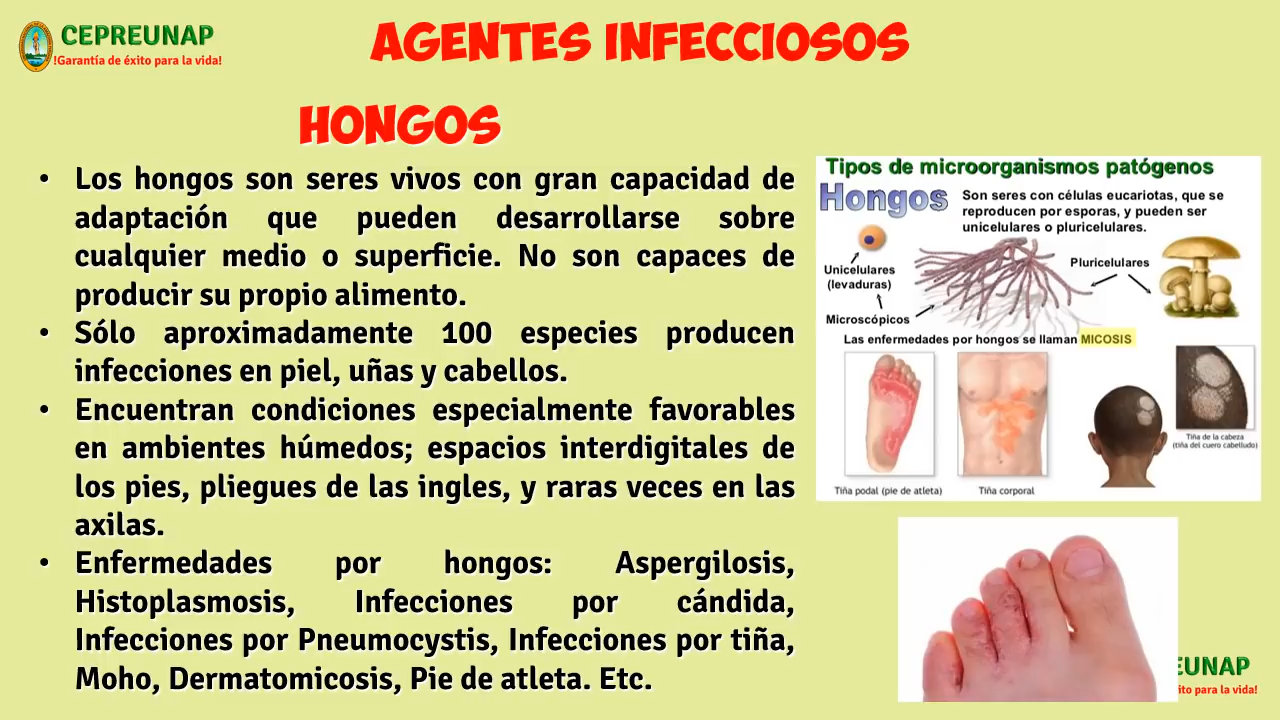 CEPREUNAP
!Garantía de éxito para la vida!
AGENTES INFECCIOSOS
HONGOS
• Los hongos son seres vivos con gran capacidad de
adaptación que pueden desarrollarse sobre
cualquier medio o superficie. No son capaces de
producir su propio alimento.
• Sólo aproximadamente 100 especies producen
infecciones en piel, uñas y cabellos.
• Encuentran condiciones especialmente favorables
en ambientes húmedos; espacios interdigitales de
los pies, pliegues de las ingles, y raras veces en las
axilas.
• Enfermedades por hongos: Aspergilosis,
Histoplasmosis, Infecciones por cándida,
Infecciones por Pneumocystis, Infecciones por tiña,
Moho, Dermatomicosis, Pie de atleta. Etc.
Tipos de microorganismos patógenos
Hongos
Son seres con células eucariotas, que se
reproducen por esporas, y pueden ser
unicelulares o pluricelulares.
Unicelulares
(levaduras)
Pluricelulares
Microscópicos
Las enfermedades por hongos se llaman MICOSIS
Tiña podal (pie de atleta)
Tiña corporal
Tiña de la cabeza
(tiña del cuero cabelludo)
EUNAP
ito para la vida!